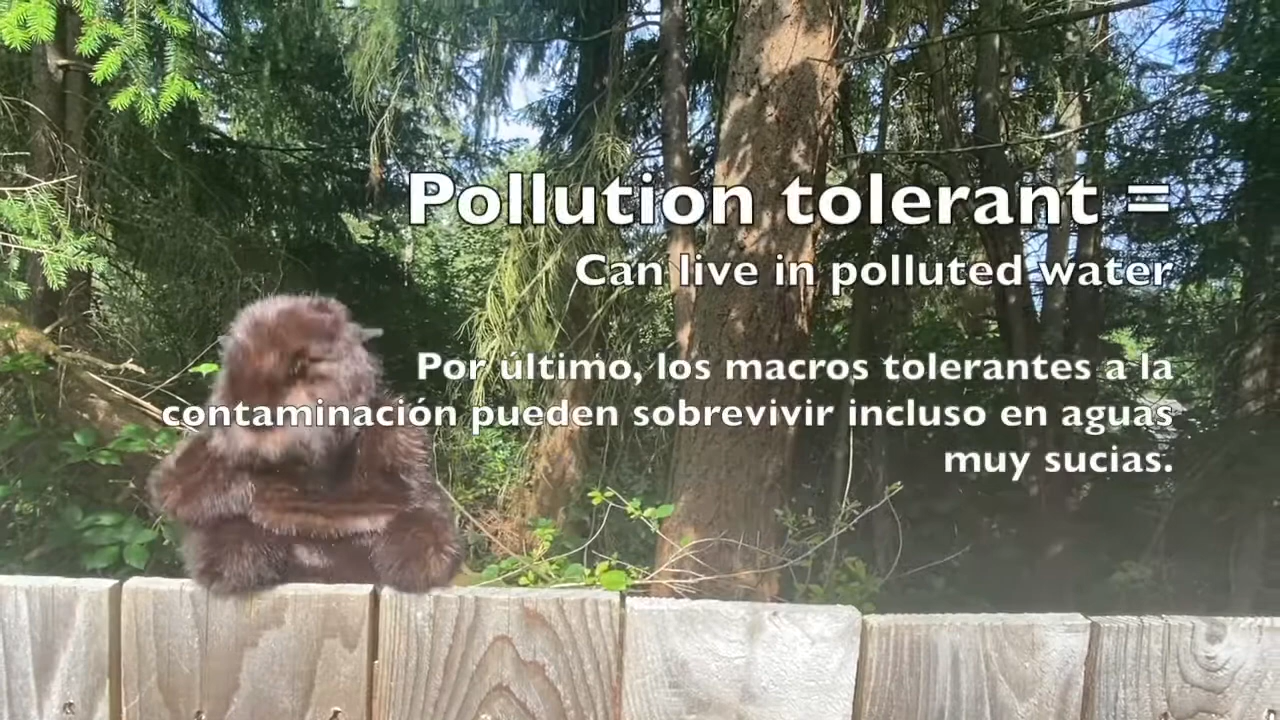 Pollution tolerant =
Can live in polluted water
Por último, los macros tolerantes a la
contaminación pueden sobrevivir incluso en aguas
muy sucias.